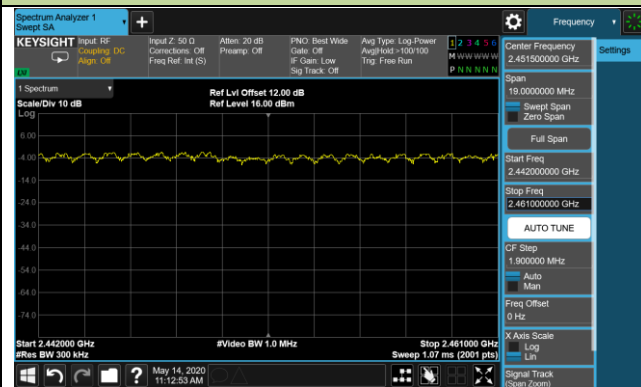 Spectrum Analyzer 1
Swept SA
+
Frequency
KEYSIGHT
Input: RF
Coupling: DC
Align: Off
Input Z: 50 Ω
Corrections: Off
Freq Ref: Int (S)
Atten: 20 dB
Preamp: Off
PNO: Best Wide
Gate: Off
IF Gain: Low
Sig Track: Off
Avg Type: Log-Power
Avg|Hold:>100/100
Trig: Free Run
1 2 3 4 5 6
M W W W W W
P N N N N N
LXI
1 Spectrum
Scale/Div 10 dB
Ref Lvl Offset 12.00 dB
Ref Level 16.00 dBm
Log
6.00
-4.00
-14.0
-24.0
-34.0
-44.0
-54.0
-64.0
-74.0
Start 2.442000 GHz
#Res BW 300 kHz
#Video BW 1.0 MHz
Stop 2.461000 GHz
Sweep 1.07 ms (2001 pts)
?
May 14, 2020
11:12:53 AM
Center Frequency
2.451500000 GHz
Settings
Span
19.0000000 MHz
Swept Span
Zero Span
Full Span
Start Freq
2.442000000 GHz
Stop Freq
2.461000000 GHz
AUTO TUNE
CF Step
1.900000 MHz
Auto
Man
Freq Offset
0 Hz
X Axis Scale
Log
Lin
Signal Track
(Span Zoom)